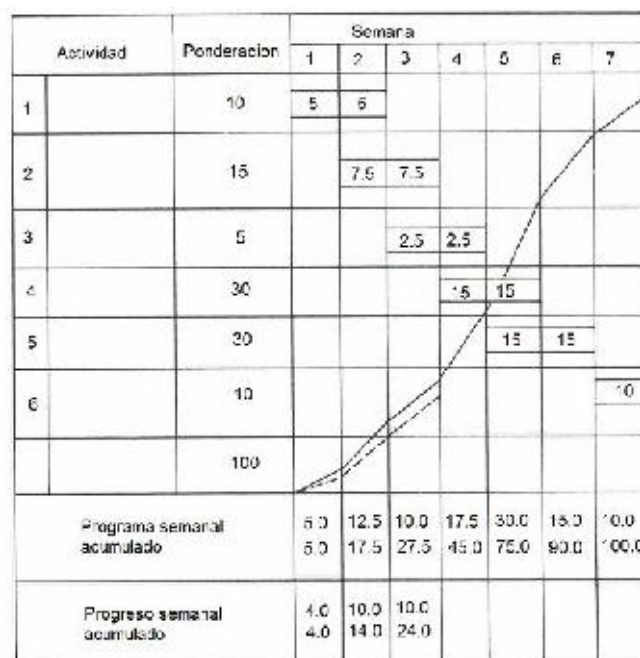 Semana
Actividad Ponderacion 1 2 3 4 5 6 7
1 10 5 6
2 15 7.5 7.5
3 5 2.5 2.5
4 30 15 15
5 30 15 15
6 10 10
100
Programa semanal 5.0 12.5 10.0 17.5 30.0 15.0 10.0
acumulado 5.0 17.5 27.5 45.0 75.0 90.0 100.0
Progreso semanal 4.0 10.0 10.0
acumulado 4.0 14.0 24.0